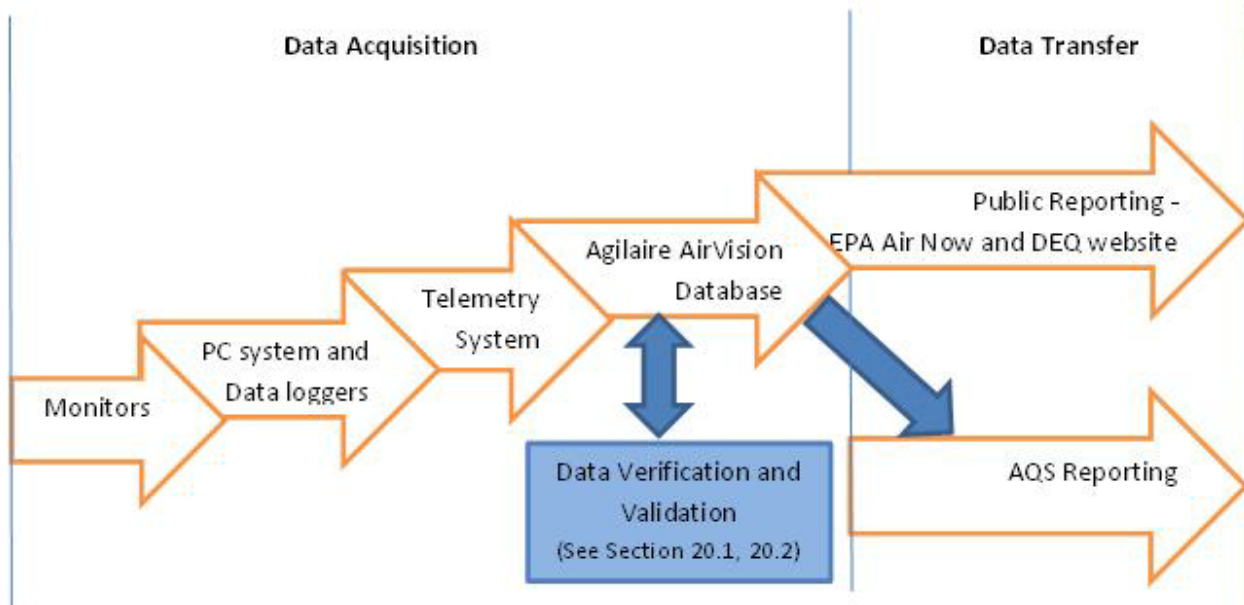 Data Acquisition
Data Transfer
Monitors
PC system and
Data loggers
Telemetry
System
Agilaire AirVision
Database
Public Reporting -
EPA Air Now and DEQ website
Data Verification and
Validation
(See Section 20.1, 20.2)
AQS Reporting